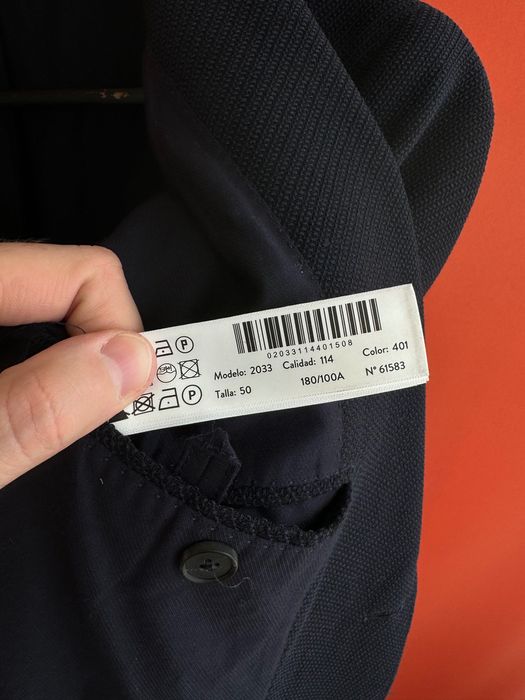 02033114401508
Modelo: 2033 Calidad: 114 Color: 401
Talla: 50 180/100A Nº 61583
P
P